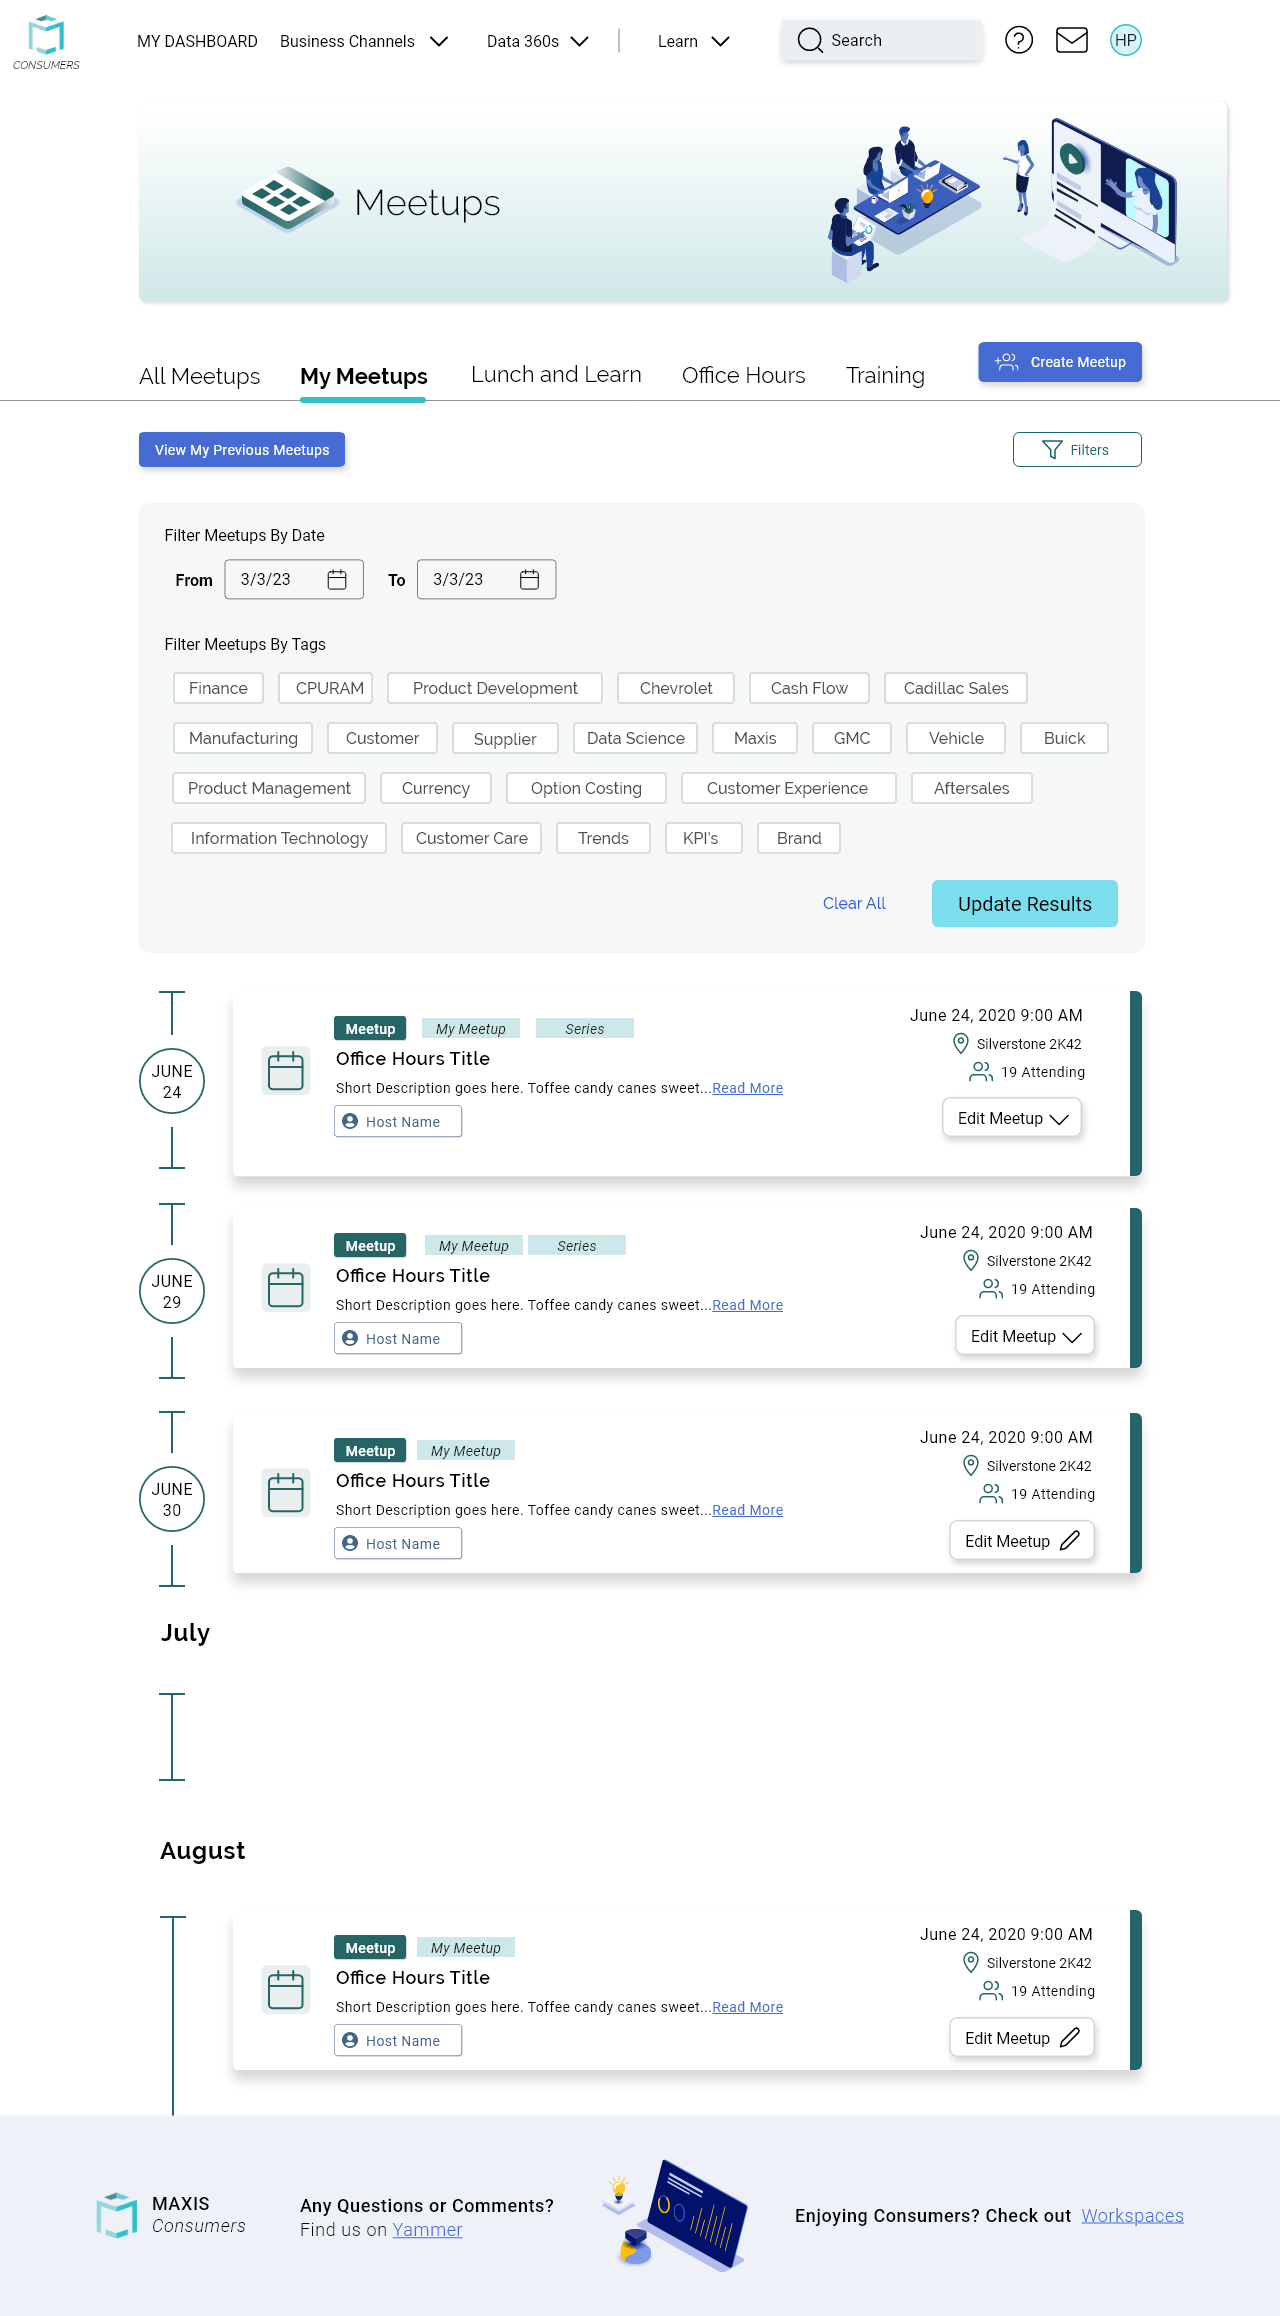 CONSUMERS
MY DASHBOARD Business Channels Data 360s Learn Search HP
Meetups
All Meetups My Meetups Lunch and Learn Office Hours Training Create Meetup
View My Previous Meetups Filters
Filter Meetups By Date
From 3/3/23 To 3/3/23
Filter Meetups By Tags
Finance CPURAM Product Development Chevrolet Cash Flow Cadillac Sales
Manufacturing Customer Supplier Data Science Maxis GMC Vehicle Buick
Product Management Currency Option Costing Customer Experience Aftersales
Information Technology Customer Care Trends KPI's Brand
Clear All Update Results
JUNE
24
Meetup My Meetup Series
Office Hours Title
Short Description goes here. Toffee candy canes sweet...Read More
Host Name
June 24, 2020 9:00 AM
Silverstone 2K42
19 Attending
Edit Meetup
JUNE
29
Meetup My Meetup Series
Office Hours Title
Short Description goes here. Toffee candy canes sweet...Read More
Host Name
June 24, 2020 9:00 AM
Silverstone 2K42
19 Attending
Edit Meetup
JUNE
30
Meetup My Meetup
Office Hours Title
Short Description goes here. Toffee candy canes sweet...Read More
Host Name
June 24, 2020 9:00 AM
Silverstone 2K42
19 Attending
Edit Meetup
July
August
Meetup My Meetup
Office Hours Title
Short Description goes here. Toffee candy canes sweet...Read More
Host Name
June 24, 2020 9:00 AM
Silverstone 2K42
19 Attending
Edit Meetup
MAXIS
Consumers
Any Questions or Comments?
Find us on Yammer
Enjoying Consumers? Check out Workspaces